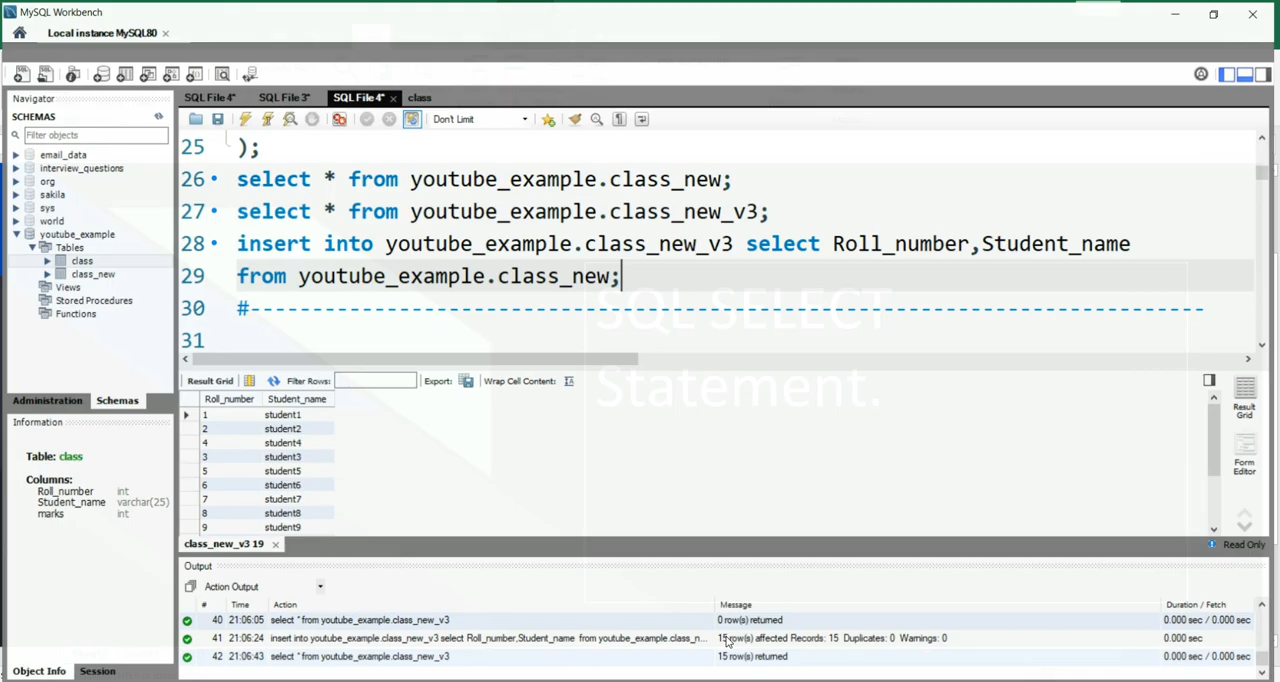 MySQL Workbench
Local instance MySQL80
Navigator
SCHEMAS
Filter objects
email_data
interview_questions
org
sakila
sys
world
youtube_example
Tables
class
class_new
Views
Stored Procedures
Functions
Administration Schemas
Information
Table: class
Columns:
Roll_number int
Student_name varchar(25)
marks int
Object Info Session
SQL File 4* SQL File 3* SQL File 4* class
Don't Limit
25 );
26 select * from youtube_example.class_new;
27 select * from youtube_example.class_new_v3;
28 insert into youtube_example.class_new_v3 select Roll_number,Student_name
29 from youtube_example.class_new;
30 #-----------------------------------------------------------------------------
31
SQL SELECT
Statement.
Result Grid Filter Rows: Export: Wrap Cell Content:
Roll_number Student_name
1 student1
2 student2
4 student4
3 student3
5 student5
6 student6
7 student7
8 student8
9 student9
Result
Grid
Form
Editor
class_new_v3 19
Read Only
Output
Action Output
# Time Action Message Duration / Fetch
40 21:06:05 select * from youtube_example.class_new_v3 0 row(s) returned 0.000 sec / 0.000 sec
41 21:06:24 insert into youtube_example.class_new_v3 select Roll_number,Student_name from youtube_example.class_n... 15 row(s) affected Records: 15 Duplicates: 0 Warnings: 0 0.000 sec
42 21:06:43 select * from youtube_example.class_new_v3 15 row(s) returned 0.000 sec / 0.000 sec